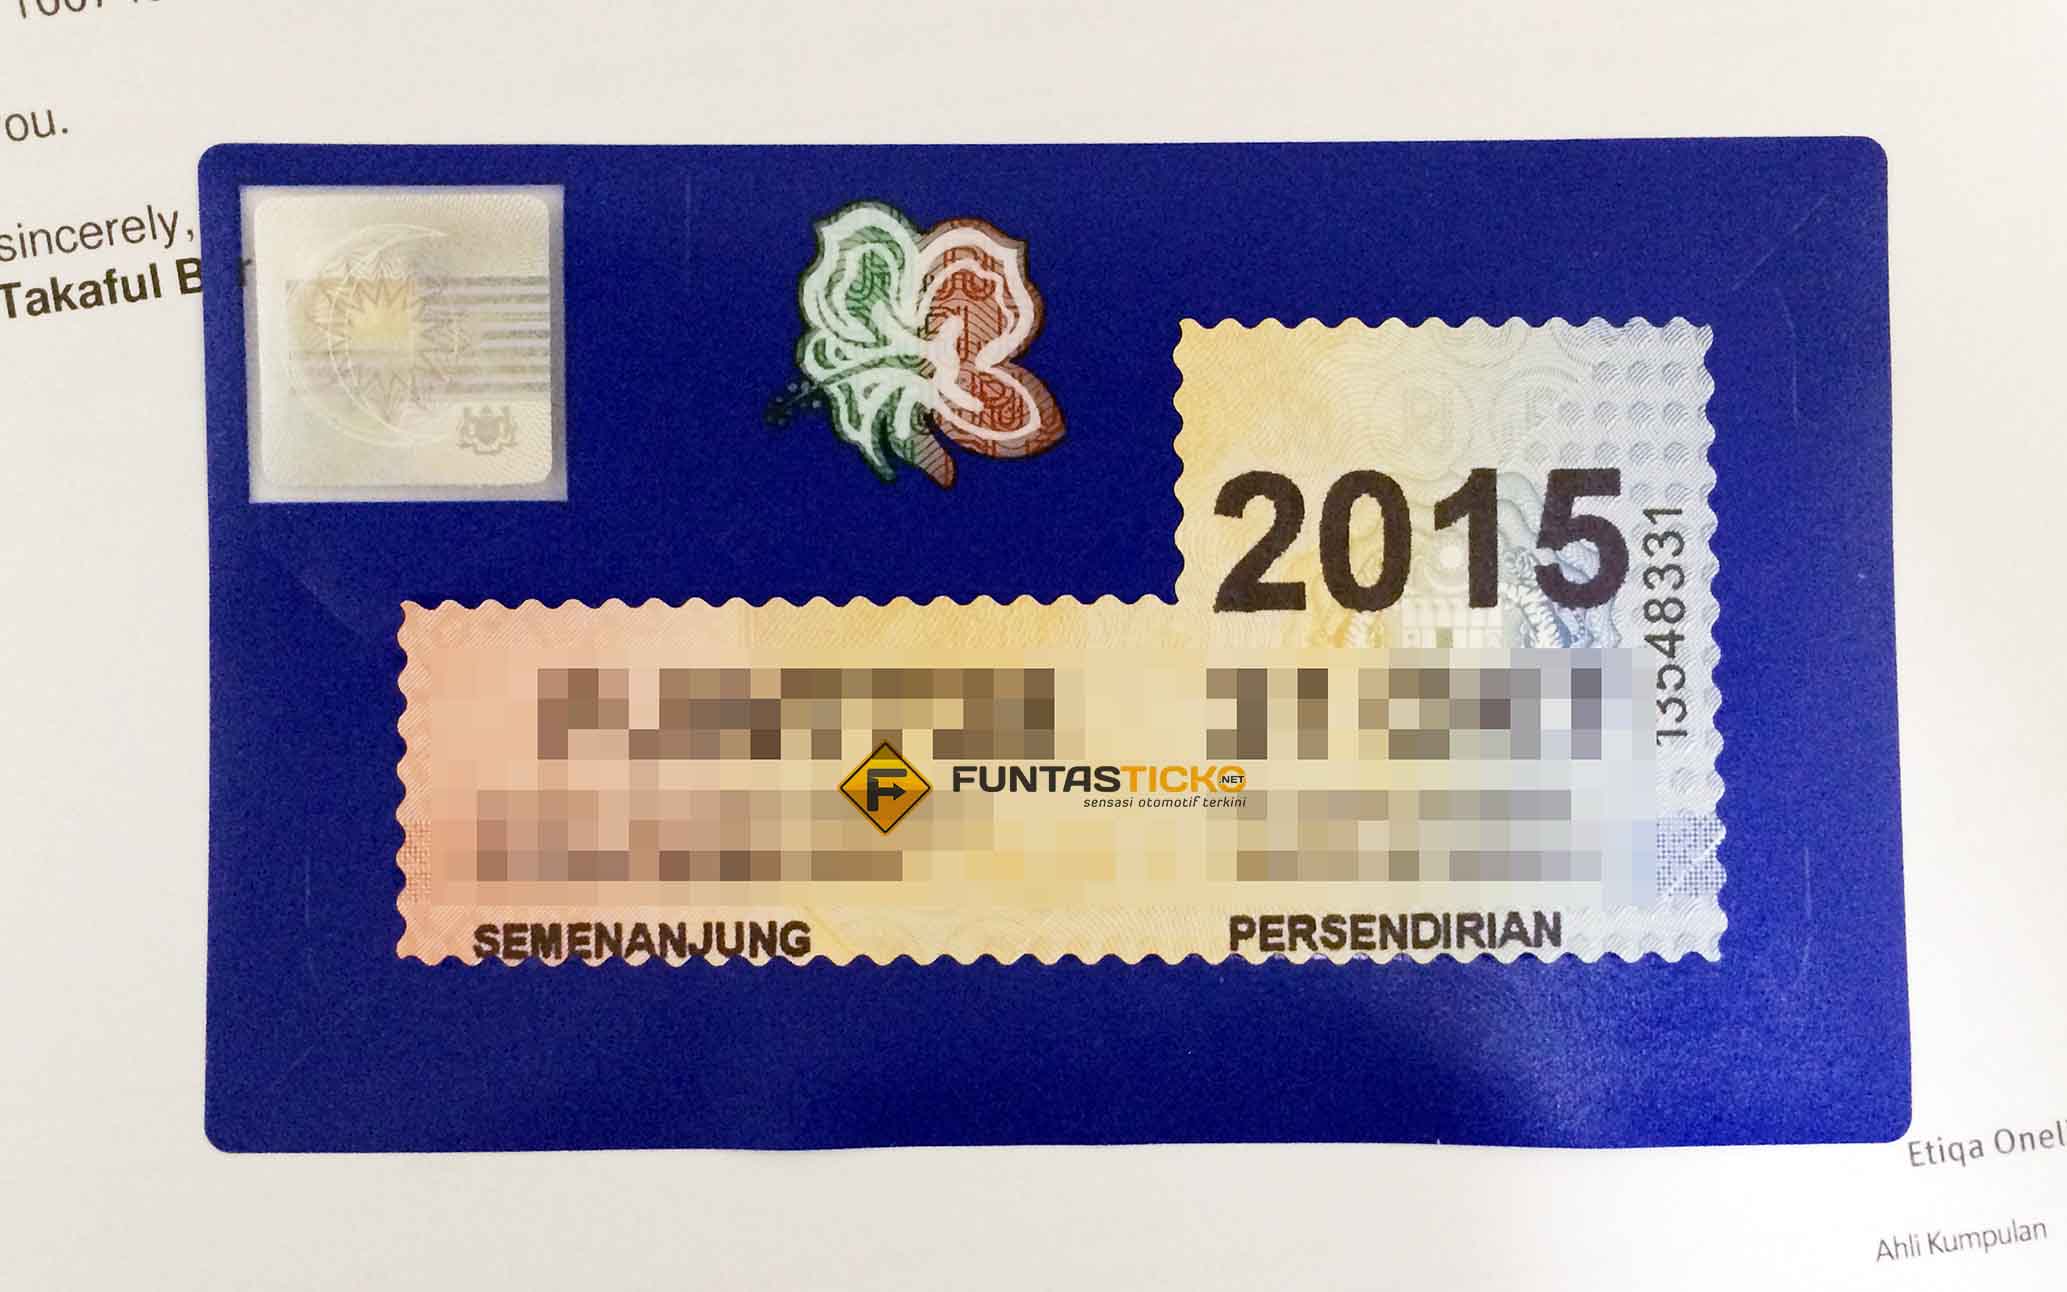 ou.
sincerely,
Takaful B
2015
13548331
FUNTASTICKO.NET
sensasi otomotif terkini
SEMENANJUNG
PERSENDIRIAN
Etiqa Onel
Ahli Kumpulan